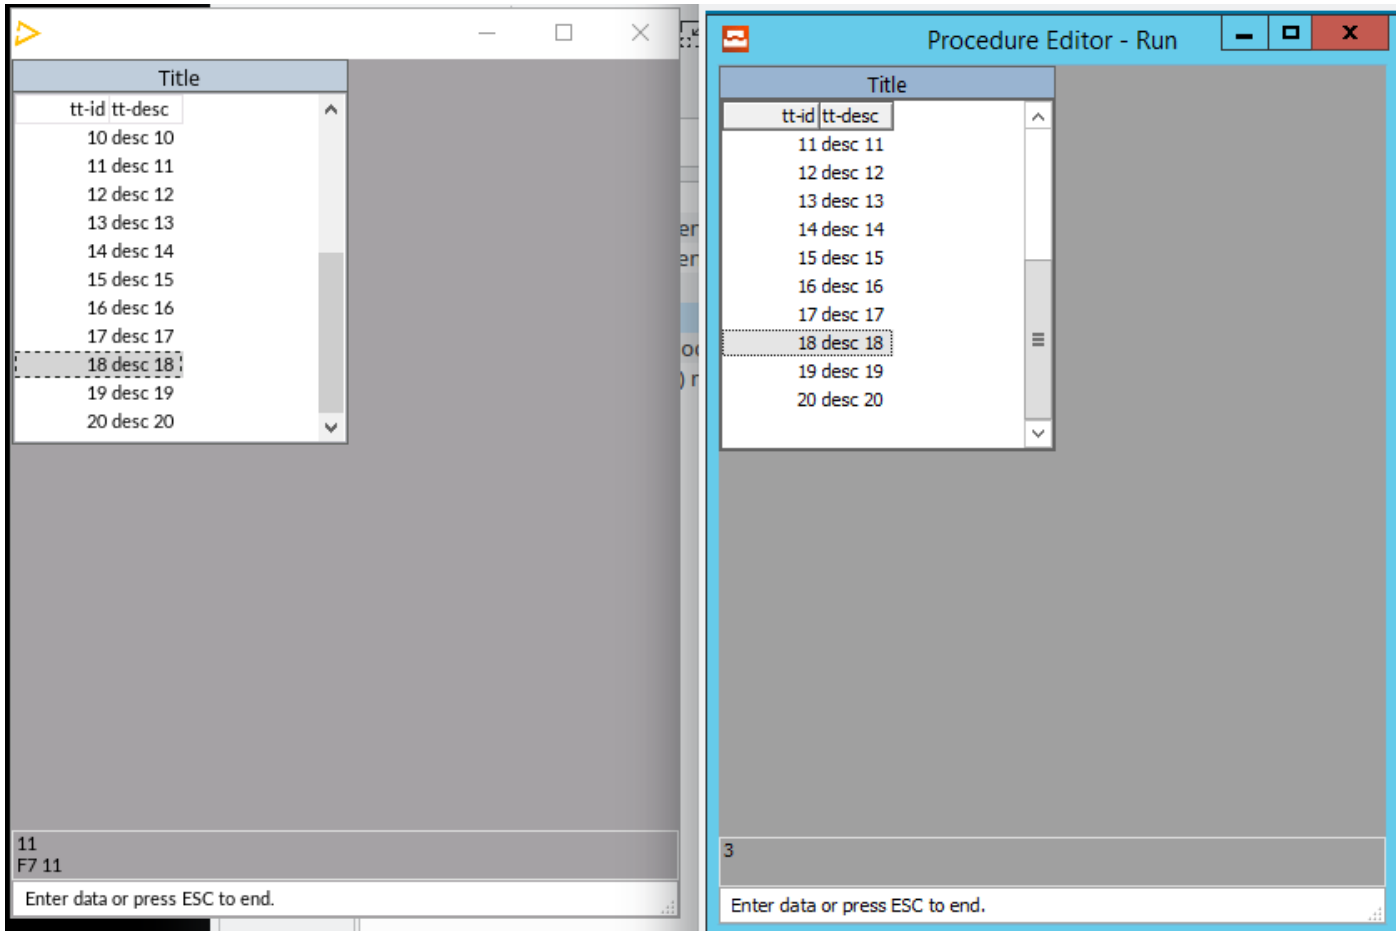 Title
tt-id tt-desc
10 desc 10
11 desc 11
12 desc 12
13 desc 13
14 desc 14
15 desc 15
16 desc 16
17 desc 17
18 desc 18
19 desc 19
20 desc 20
11
F7 11
Enter data or press ESC to end.
er
er
) r
Procedure Editor - Run
Title
tt-id tt-desc
11 desc 11
12 desc 12
13 desc 13
14 desc 14
15 desc 15
16 desc 16
17 desc 17
18 desc 18
19 desc 19
20 desc 20
3
Enter data or press ESC to end.